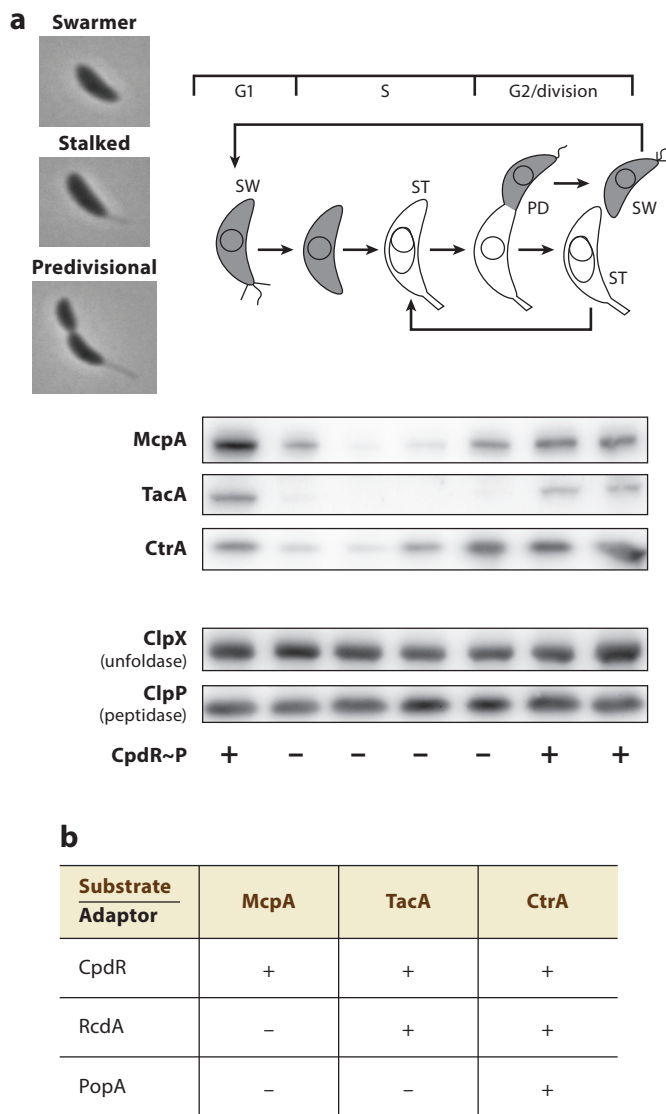 a
Swarmer
Stalked
Predivisional
G1 S G2/division
SW
ST
PD
SW
ST
McpA
TacA
CtrA
ClpX
(unfoldase)
ClpP
(peptidase)
CpdR~P + – – – – + +
b
Substrate
Adaptor
McpA TacA CtrA
CpdR + + +
RcdA – + +
PopA – – +